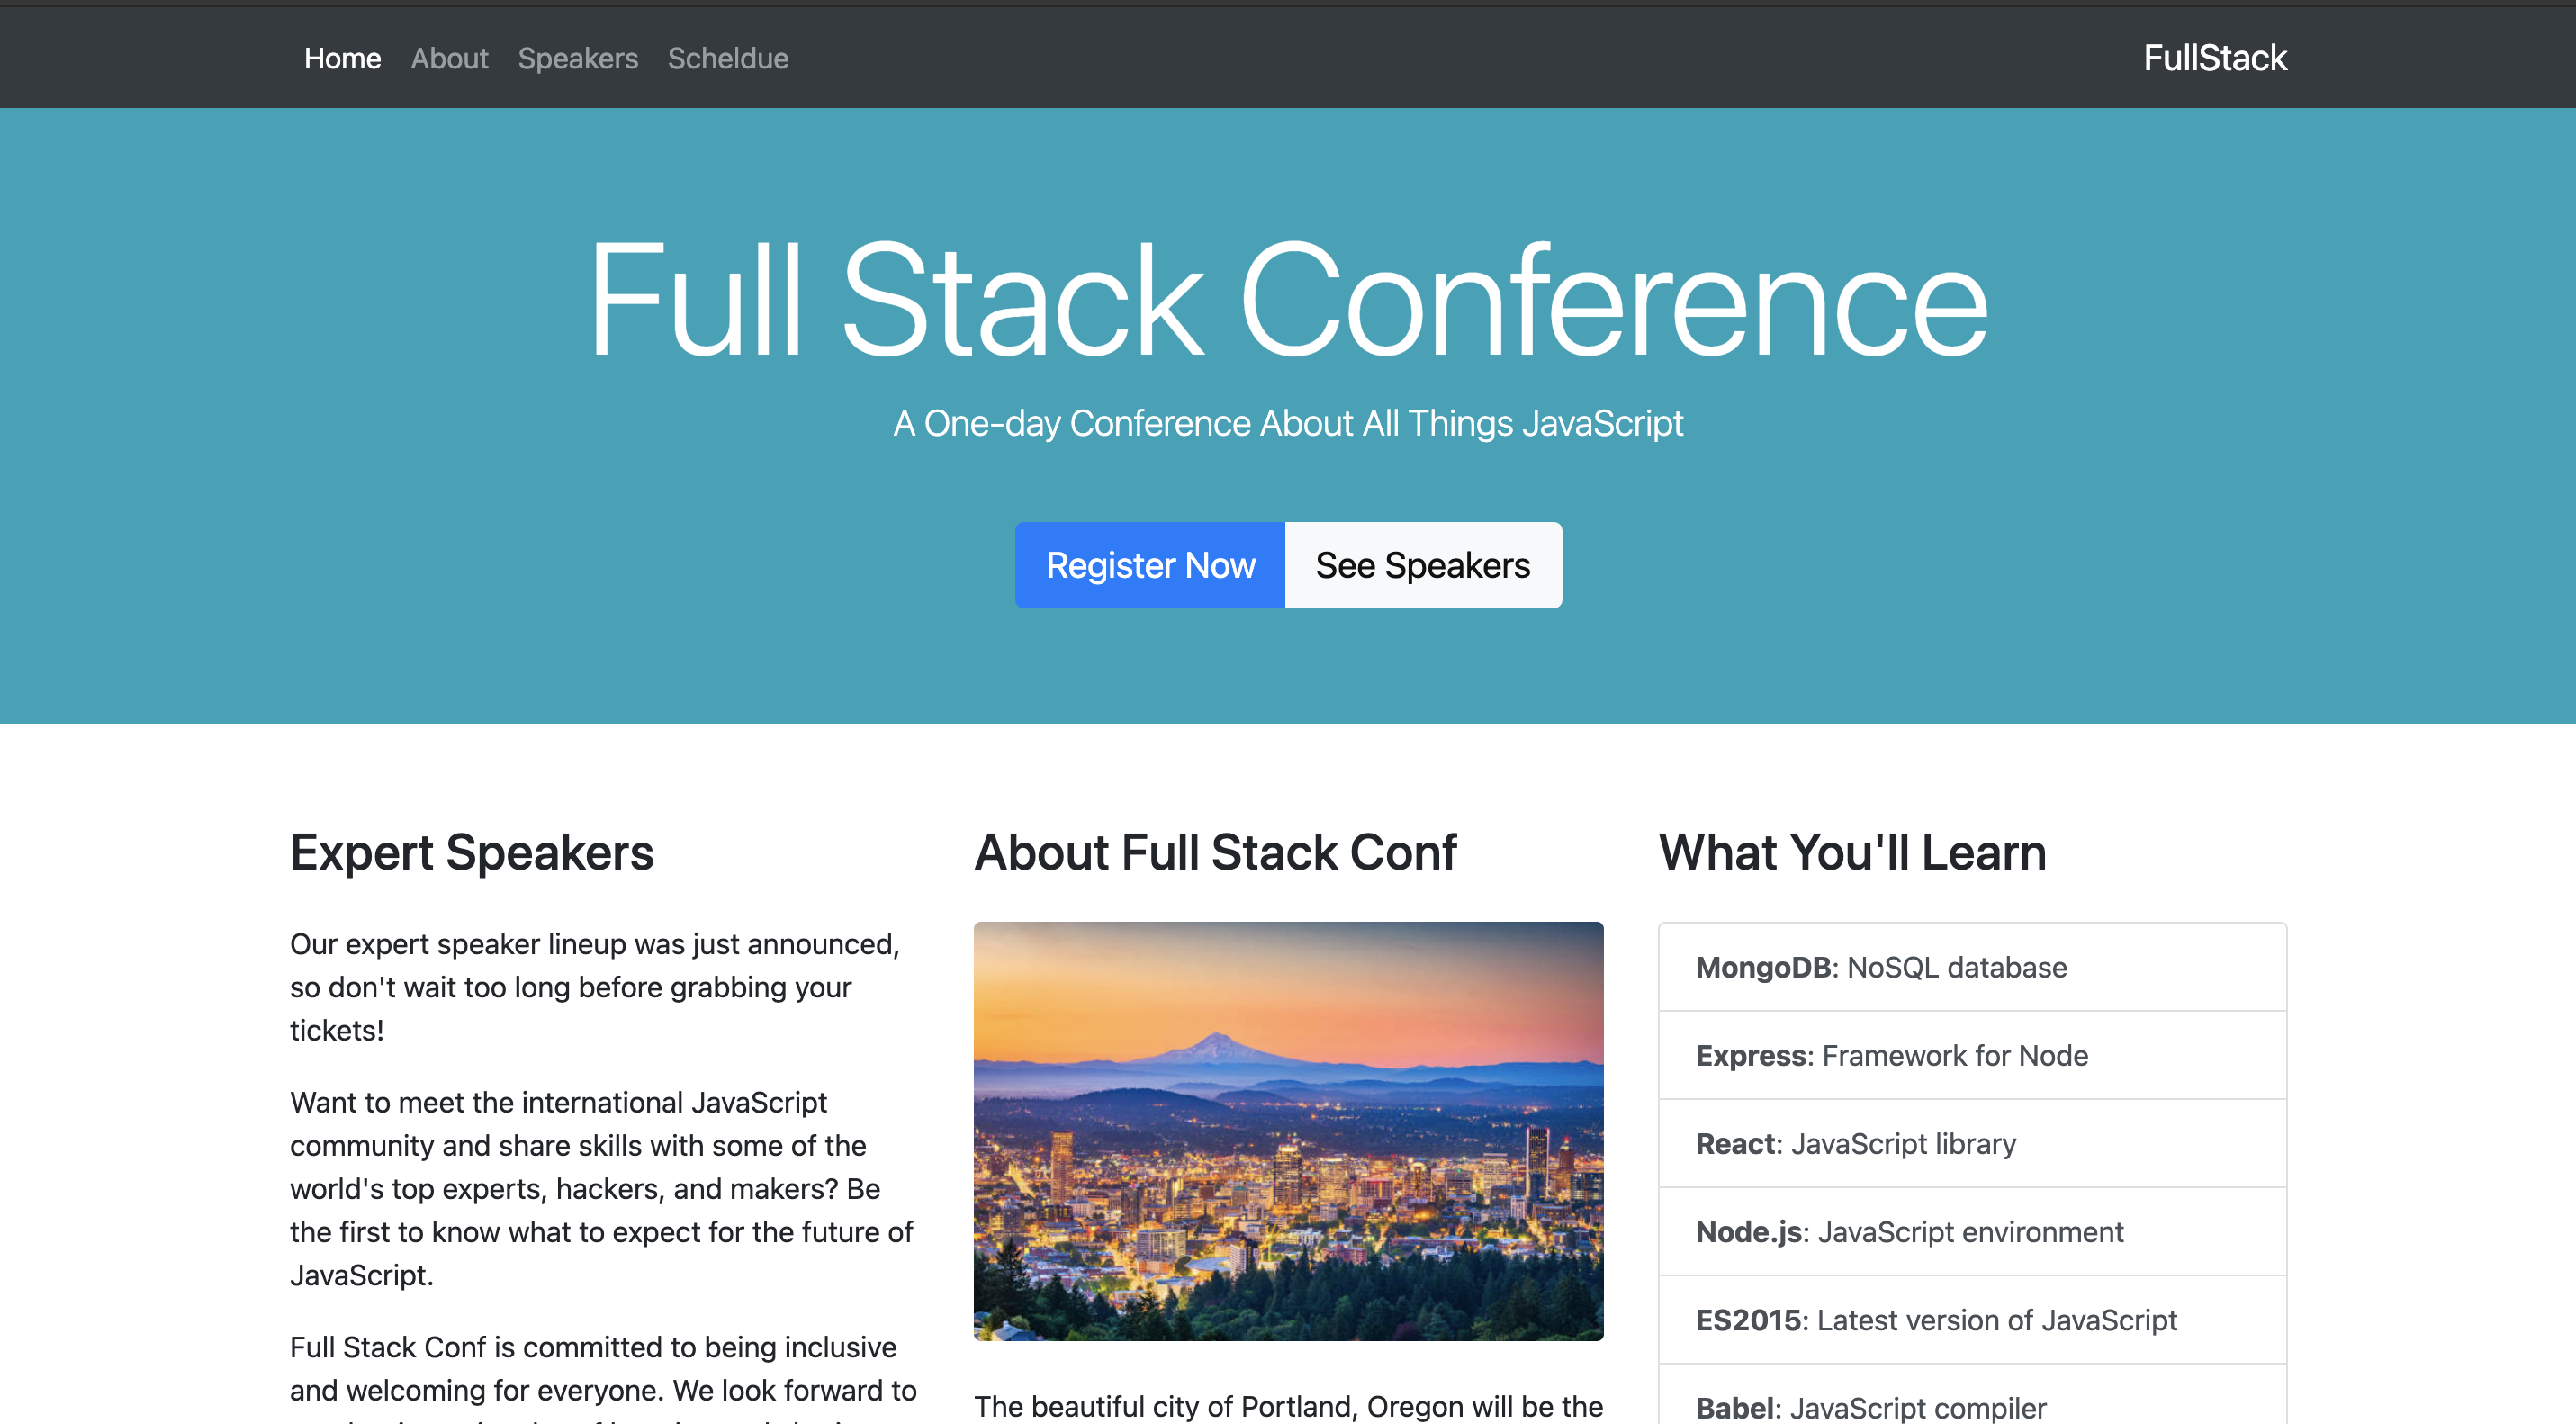 Home About Speakers Scheldue FullStack
Full Stack Conference
A One-day Conference About All Things JavaScript
Register Now See Speakers
Expert Speakers
Our expert speaker lineup was just announced,
so don't wait too long before grabbing your
tickets!
Want to meet the international JavaScript
community and share skills with some of the
world's top experts, hackers, and makers? Be
the first to know what to expect for the future of
JavaScript.
Full Stack Conf is committed to being inclusive
and welcoming for everyone. We look forward to
About Full Stack Conf
The beautiful city of Portland, Oregon will be the
What You'll Learn
MongoDB: NoSQL database
Express: Framework for Node
React: JavaScript library
Node.js: JavaScript environment
ES2015: Latest version of JavaScript
Babel: JavaScript compiler